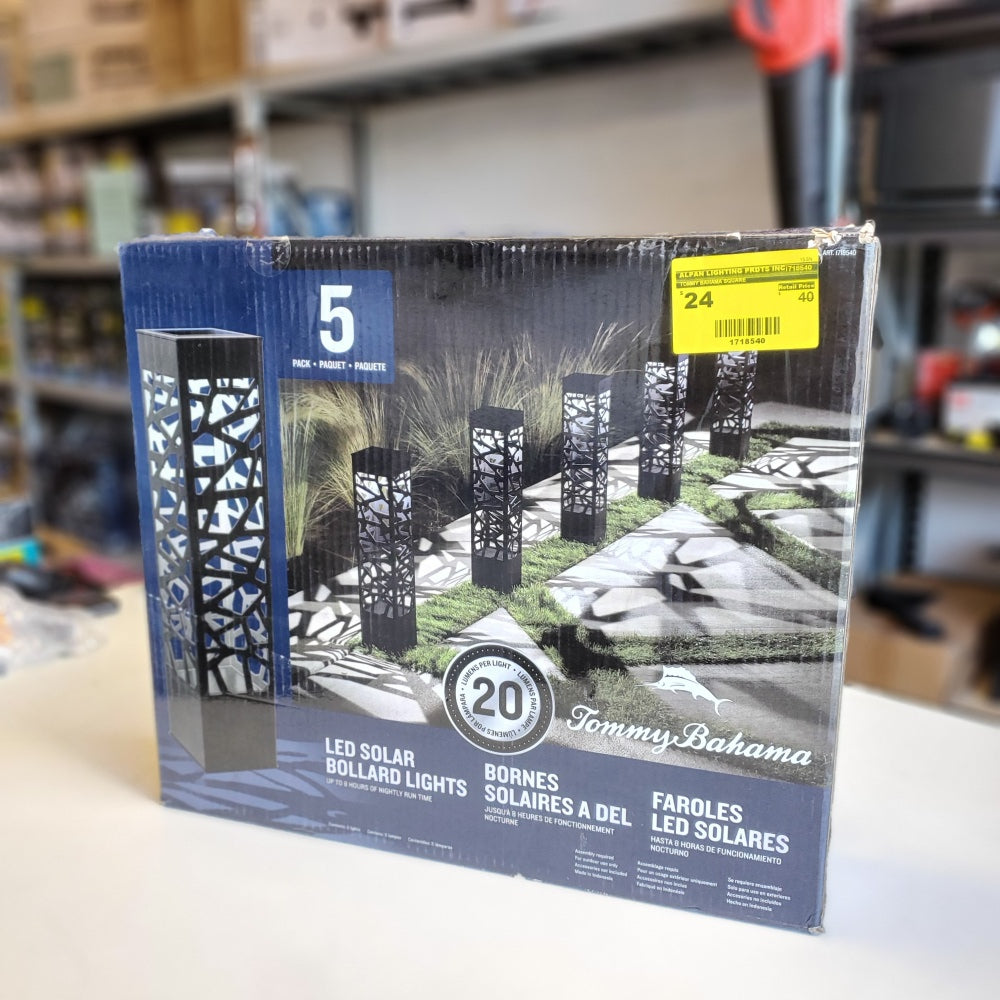 ART. 1718540
ALPAN LIGHTING PRDTS INC/1718540
TOMMY BAHAMA SQUARE
$24
Retail Price
40
1718540
5
PACK • PAQUET • PAQUETE
LUMENS PER LIGHT • LUMENS PAR LAMPE • LÚMENES POR LÁMPARA •
20
Tommy Bahama
LED SOLAR
BOLLARD LIGHTS
UP TO 8 HOURS OF NIGHTLY RUN TIME
BORNES
SOLAIRES A DEL
JUSQU'À 8 HEURES DE FONCTIONNEMENT
NOCTURNE
FAROLES
LED SOLARES
HASTA 8 HORAS DE FUNCIONAMIENTO
NOCTURNO
Assembly required
For outdoor use only
Accessories not included
Made in Indonesia
Assemblage requis
Pour un usage extérieur uniquement
Accessoires non inclus
Fabriqué en Indonésie
Se requiere ensamblaje
Solo para uso en exteriores
Accesorios no incluidos
Hecho en Indonesia